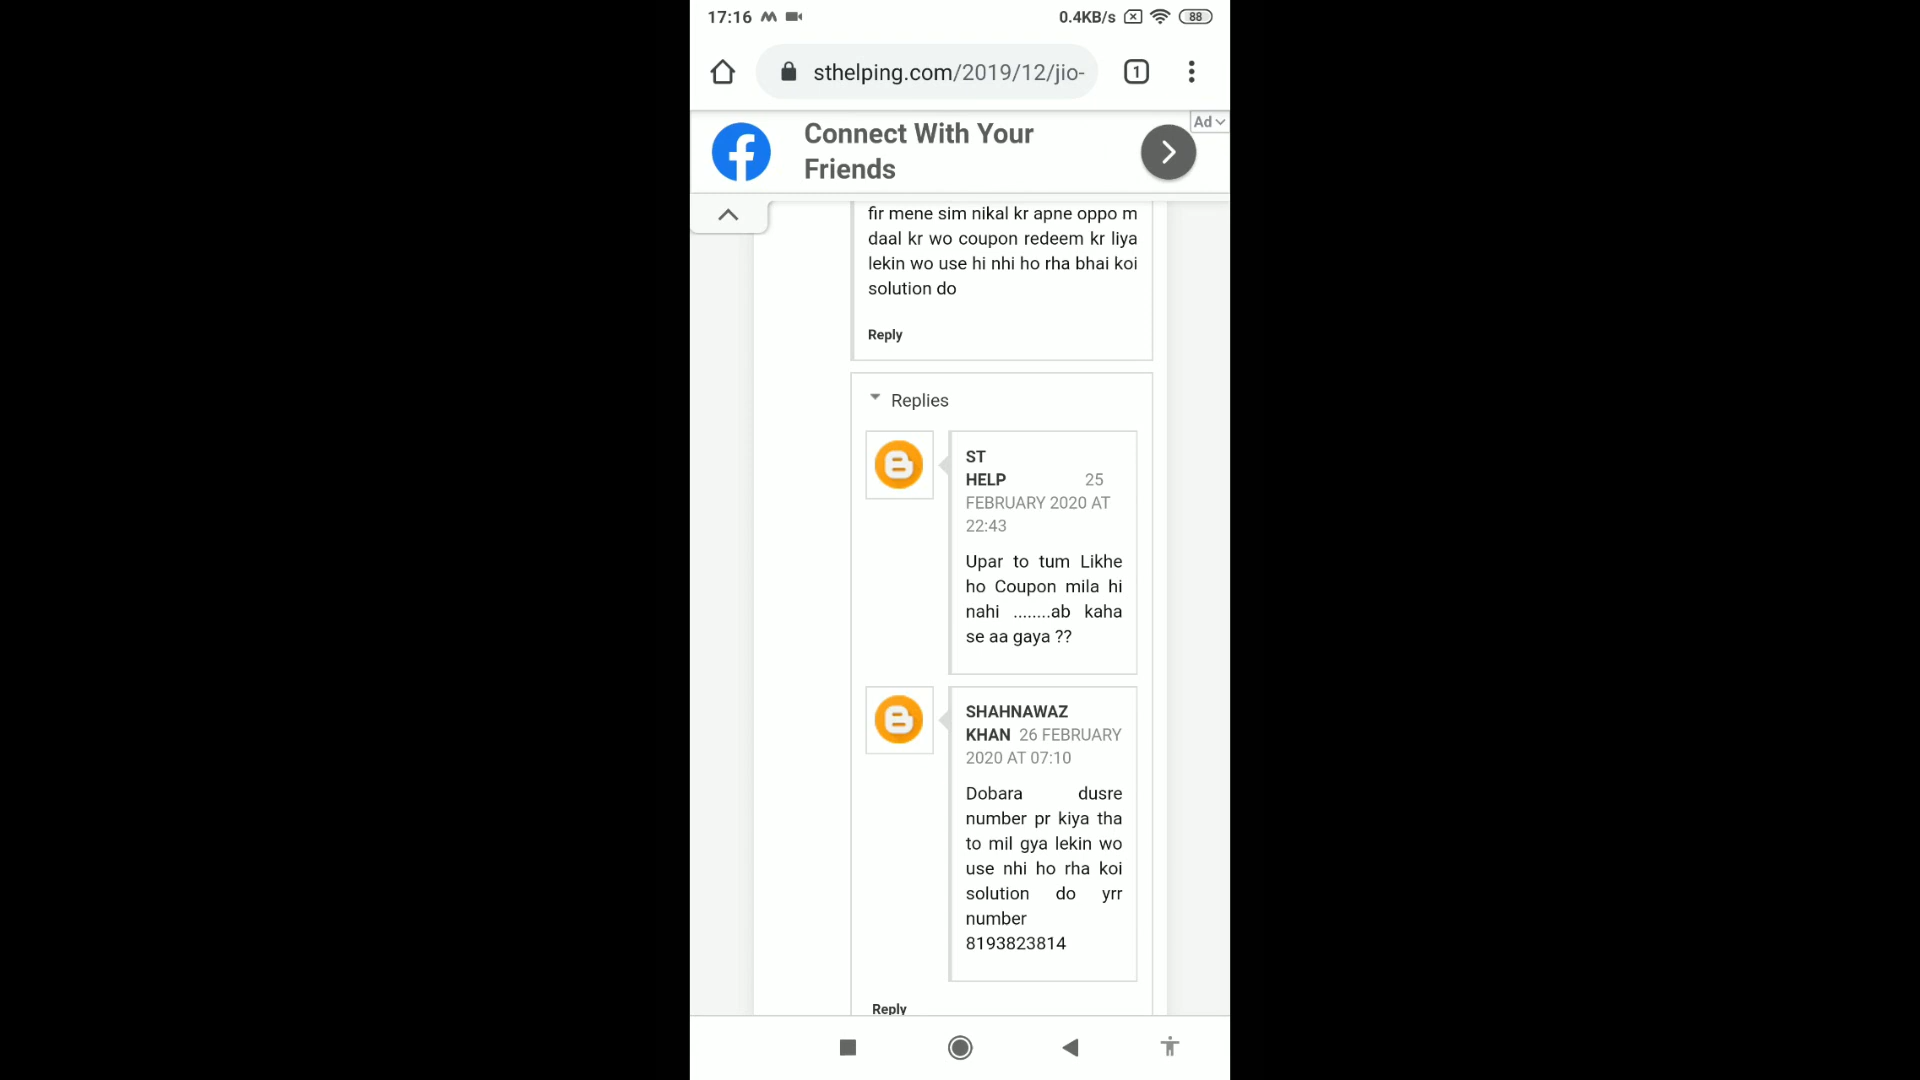 17:16
0.4KB/s
88
sthelping.com/2019/12/jio-
1
Ad
Connect With Your
Friends
fir mene sim nikal kr apne oppo m
daal kr wo coupon redeem kr liya
lekin wo use hi nhi ho rha bhai koi
solution do
Reply
Replies
ST
HELP 25
FEBRUARY 2020 AT
22:43
Upar to tum Likhe
ho Coupon mila hi
nahi ........ab kaha
se aa gaya ??
SHAHNAWAZ
KHAN 26 FEBRUARY
2020 AT 07:10
Dobara dusre
number pr kiya tha
to mil gya lekin wo
use nhi ho rha koi
solution do yrr
number
8193823814
Reply